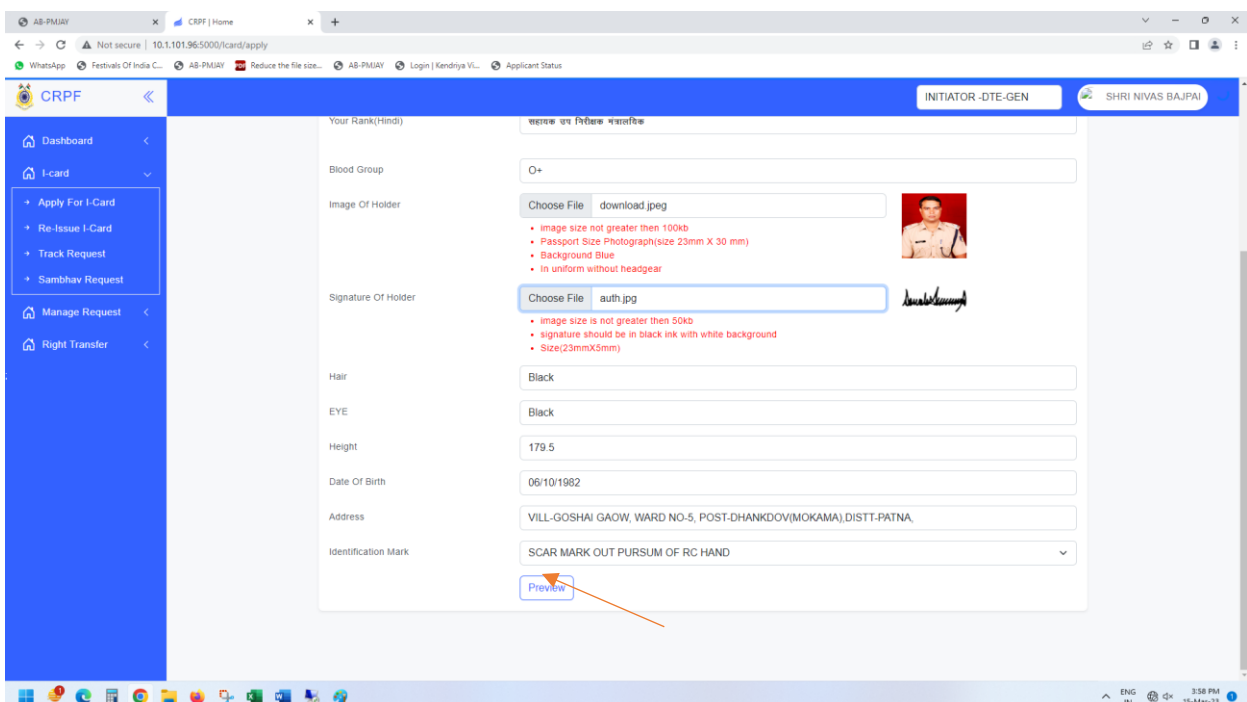 AB-PMJAY
CRPF | Home
Not secure | 10.1.101.96:5000/Icard/apply
WhatsApp Festivals Of India C... AB-PMJAY Reduce the file size... AB-PMJAY Login | Kendriya Vi... Applicant Status
CRPF
INITIATOR -DTE-GEN
SHRI NIVAS BAJPAI
Dashboard
I-card
Apply For I-Card
Re-Issue I-Card
Track Request
Sambhav Request
Manage Request
Right Transfer
Your Rank(Hindi) सहायक उप निरीक्षक मंत्रालयिक
Blood Group O+
Image Of Holder Choose File download.jpeg
image size not greater then 100kb
Passport Size Photograph(size 23mm X 30 mm)
Background Blue
In uniform without headgear
Signature Of Holder Choose File auth.jpg
image size is not greater then 50kb
signature should be in black ink with white background
Size(23mmX5mm)
Hair Black
EYE Black
Height 179.5
Date Of Birth 06/10/1982
Address VILL-GOSHAI GAOW, WARD NO-5, POST-DHANKDOV(MOKAMA),DISTT-PATNA,
Identification Mark SCAR MARK OUT PURSUM OF RC HAND
Preview
ENG
IN
3:58 PM
15-Mar-23